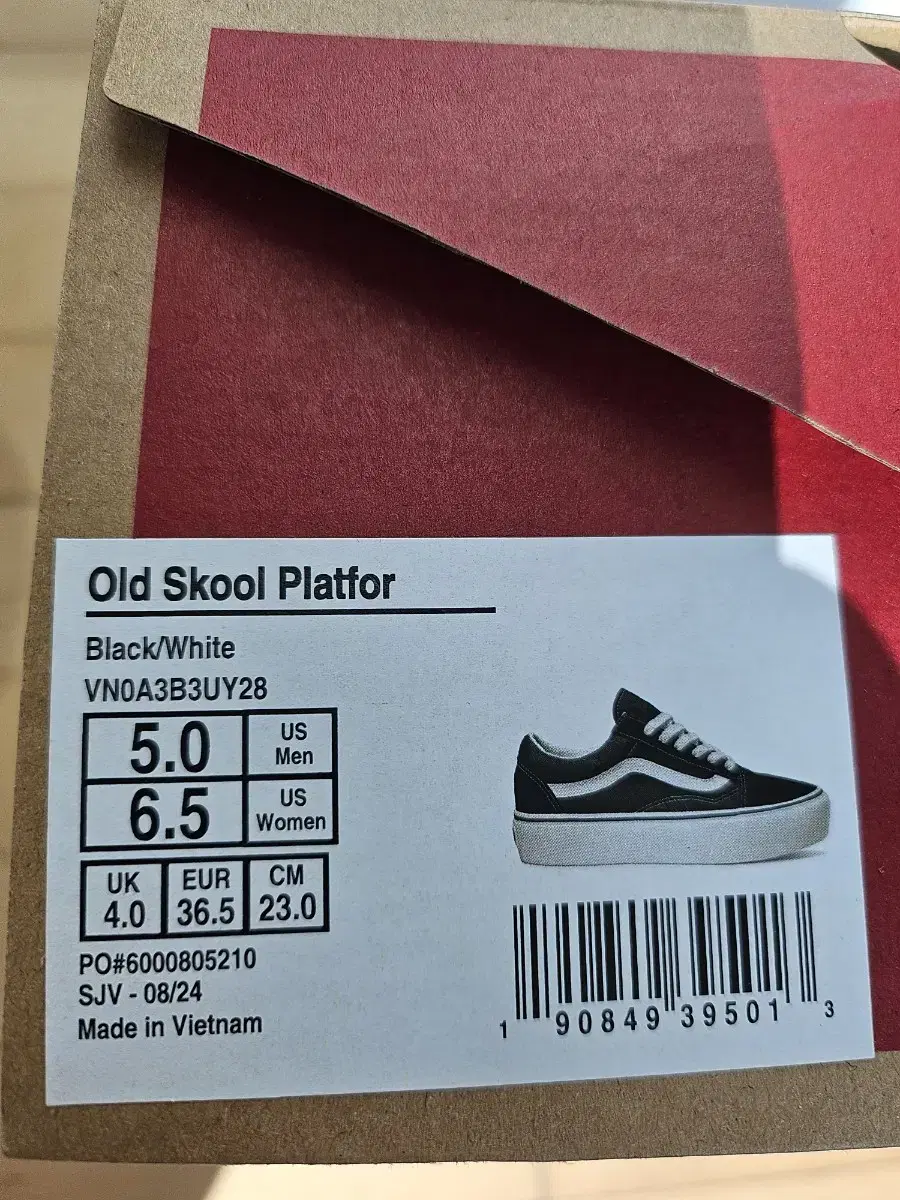 Old Skool Platfor
Black/White
VN0A3B3UY28
5.0 US Men
6.5 US Women
UK EUR CM
4.0 36.5 23.0
PO#6000805210
SJV - 08/24
Made in Vietnam
1 90849 39501 3